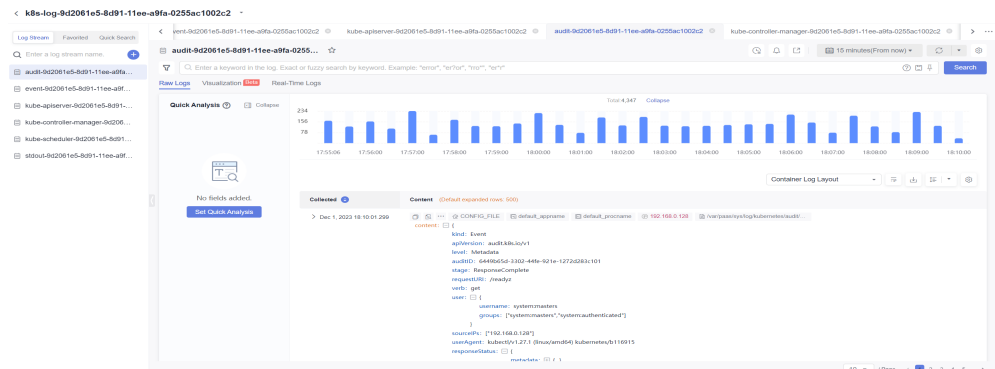 k8s-log-9d2061e5-8d91-11ee-a9fa-0255ac1002c2
Log Stream Favorited Quick Search
Enter a log stream name.
audit-9d2061e5-8d91-11ee-a9fa...
event-9d2061e5-8d91-11ee-a9f...
kube-apiserver-9d2061e5-8d91-...
kube-controller-manager-9d206...
kube-scheduler-9d2061e5-8d91...
stdout-9d2061e5-8d91-11ee-a9f...
vent-9d2061e5-8d91-11ee-a9fa-0255ac1002c2 kube-apiserver-9d2061e5-8d91-11ee-a9fa-0255ac1002c2 audit-9d2061e5-8d91-11ee-a9fa-0255ac1002c2 kube-controller-manager-9d2061e5-8d91-11ee-a9fa-0255ac1002c2
audit-9d2061e5-8d91-11ee-a9fa-0255... 15 minutes(From now)
Enter a keyword in the log. Exact or fuzzy search by keyword. Example: "error", "er?or", "ro*", "er*r" Search
Raw Logs Visualization Beta Real-Time Logs
Quick Analysis Collapse
Total:4,347 Collapse
234
156
78
17:55:06 17:56:00 17:57:00 17:58:00 17:59:00 18:00:00 18:01:00 18:02:00 18:03:00 18:04:00 18:05:00 18:06:00 18:07:00 18:08:00 18:09:00 18:10:00
Container Log Layout
No fields added.
Set Quick Analysis
Collected Content (Default expanded rows: 500)
Dec 1, 2023 18:10:01.299 CONFIG_FILE default_appname default_procname 192.168.0.128 /var/paas/sys/log/kubernetes/audit/...
content: {
kind: Event
apiVersion: audit.k8s.io/v1
level: Metadata
auditID: 6449b65d-3302-44fe-921e-1272d283c101
stage: ResponseComplete
requestURI: /readyz
verb: get
user: {
username: system:masters
groups: ["system:masters","system:authenticated"]
}
sourceIPs: ["192.168.0.128"]
userAgent: kubectl/v1.27.1 (linux/amd64) kubernetes/b116915
responseStatus: {
metadata: { }